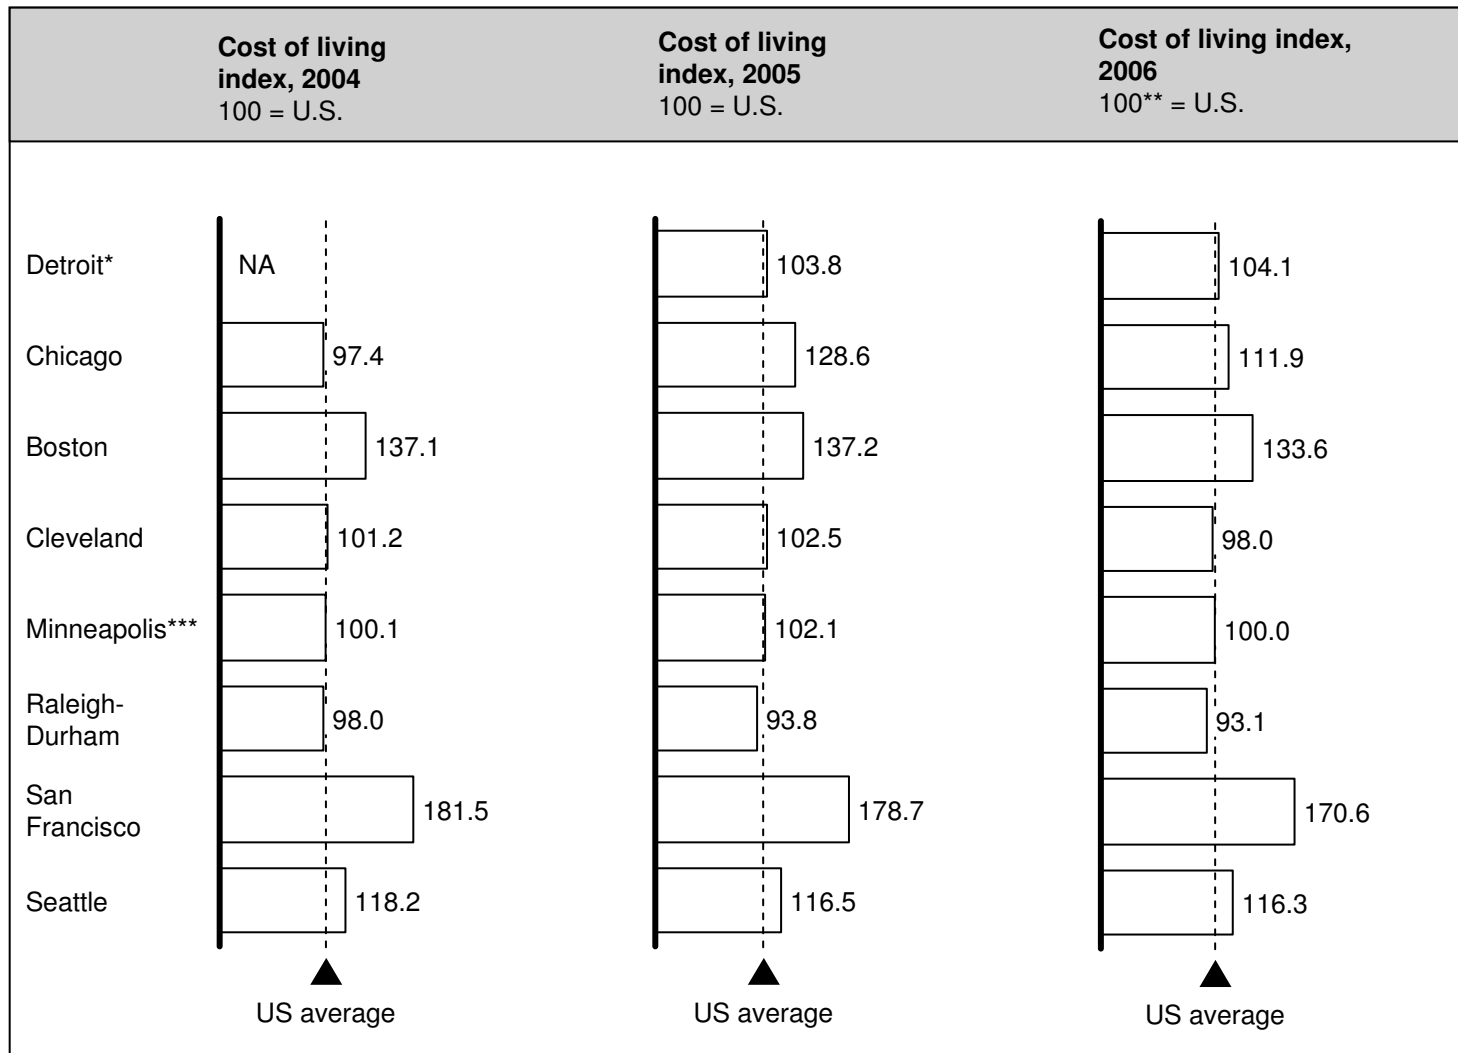 Cost of living
index, 2004
100 = U.S.
Cost of living
index, 2005
100 = U.S.
Cost of living index,
2006
100** = U.S.
Detroit*
NA
103.8
104.1
Chicago
97.4
128.6
111.9
Boston
137.1
137.2
133.6
Cleveland
101.2
102.5
98.0
Minneapolis***
100.1
102.1
100.0
Raleigh-
Durham
98.0
93.8
93.1
San
Francisco
181.5
178.7
170.6
Seattle
118.2
116.5
116.3
US average
US average
US average